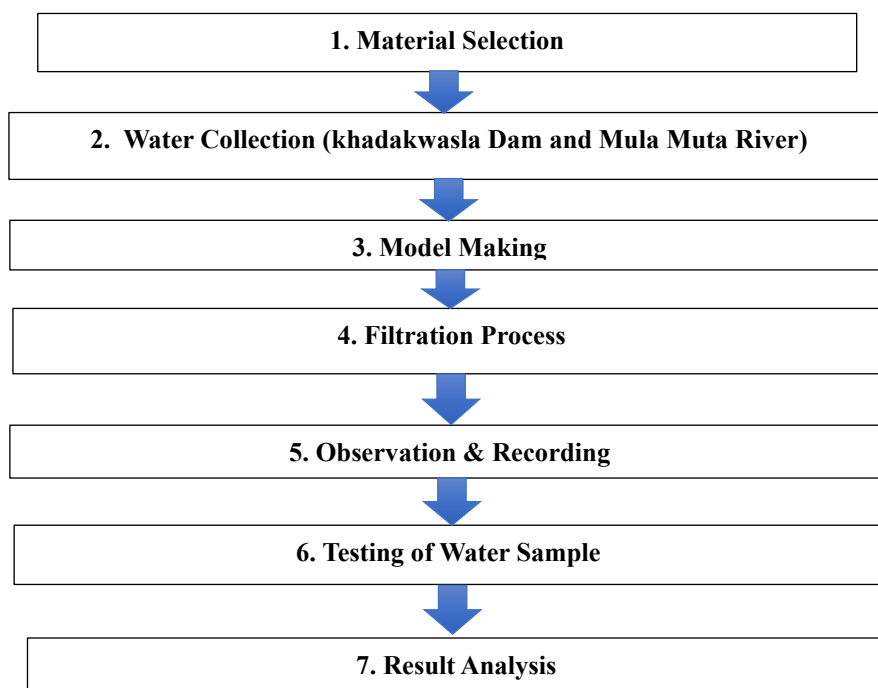 1. Material Selection
2. Water Collection (khadakwasla Dam and Mula Muta River)
3. Model Making
4. Filtration Process
5. Observation & Recording
6. Testing of Water Sample
7. Result Analysis